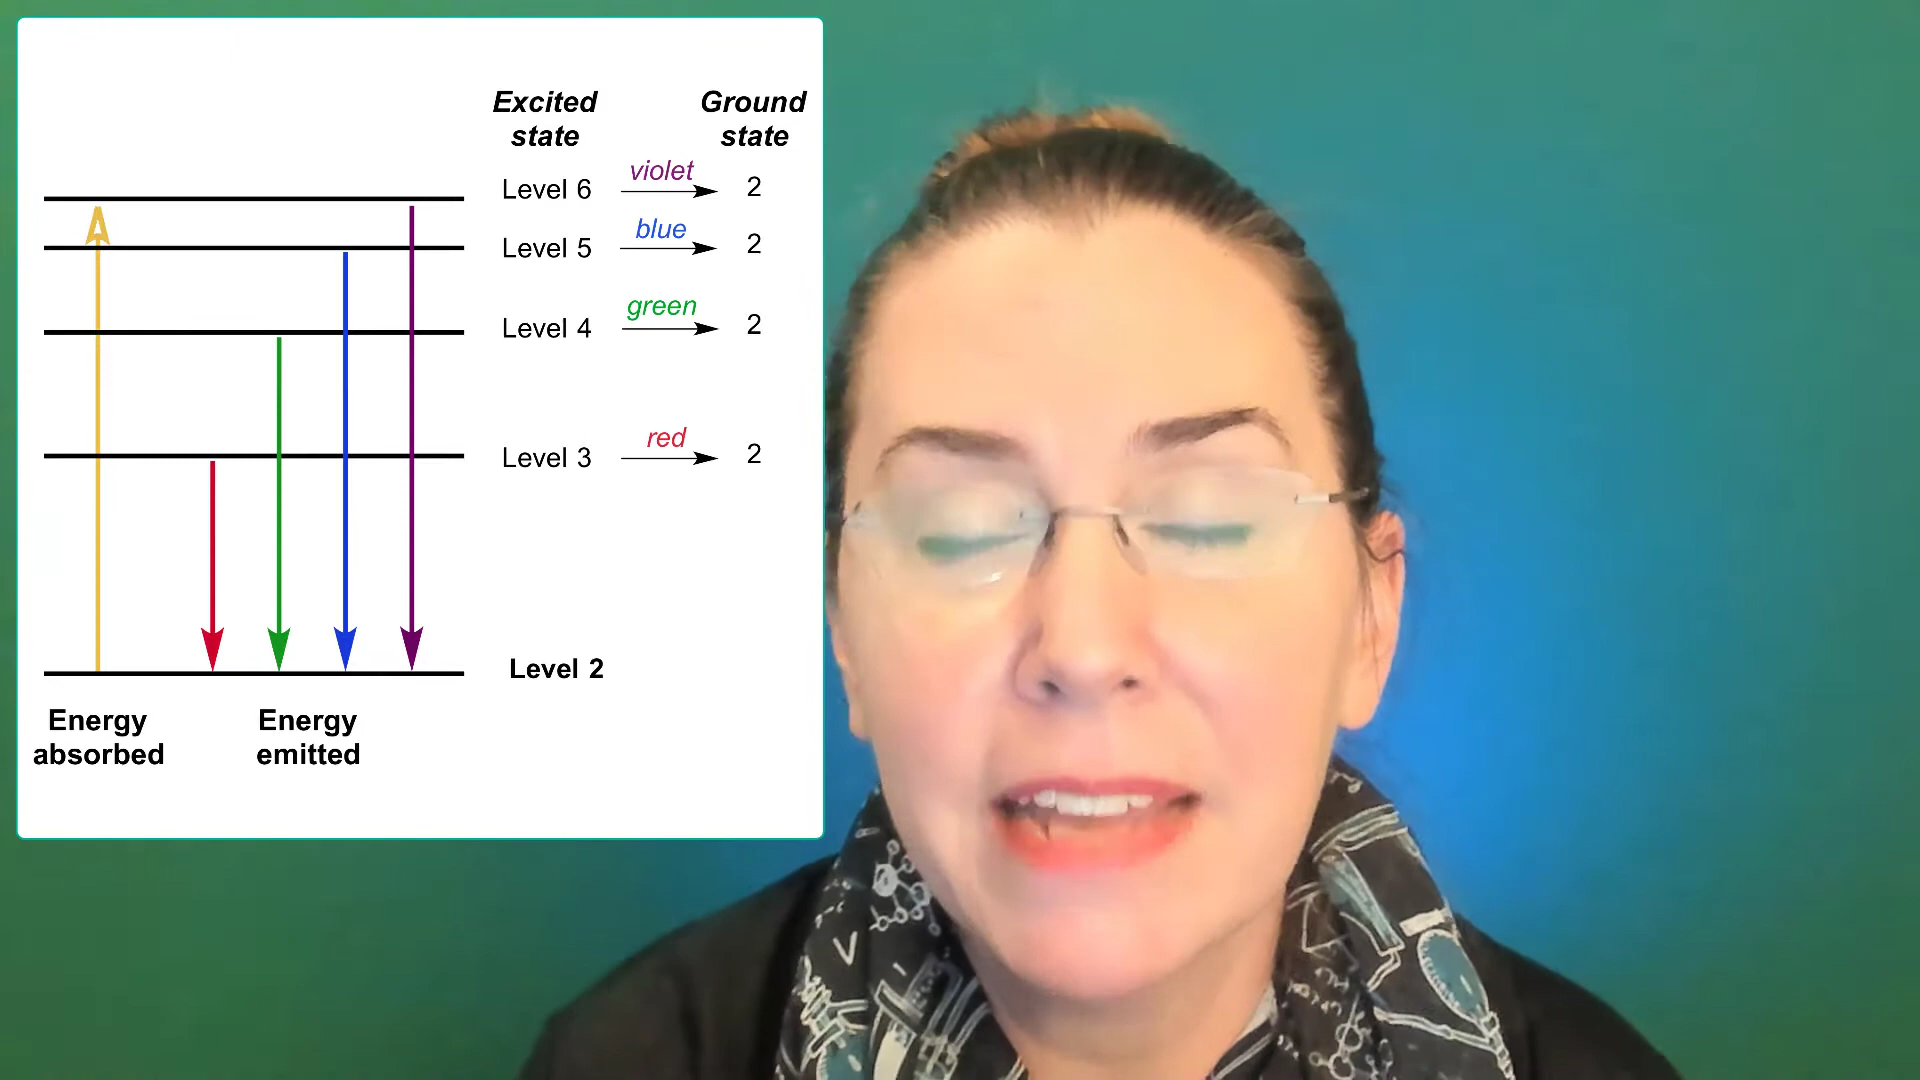 Excited state
Ground state
Level 6 violet 2
Level 5 blue 2
Level 4 green 2
Level 3 red 2
Level 2
Energy absorbed
Energy emitted